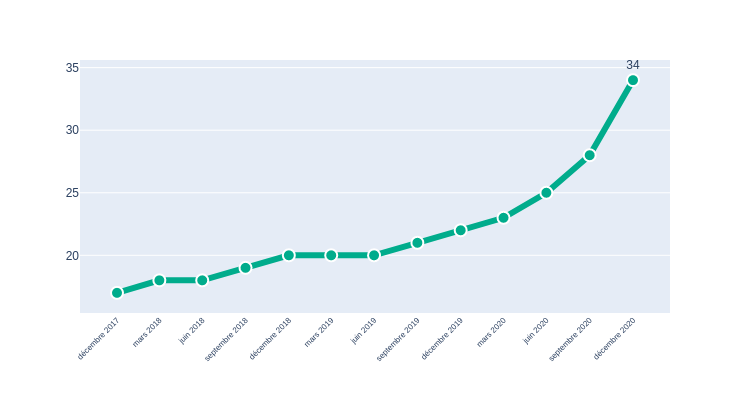 34
35
30
25
20
décembre 2017
mars 2018
juin 2018
septembre 2018
décembre 2018
mars 2019
juin 2019
septembre 2019
décembre 2019
mars 2020
juin 2020
septembre 2020
décembre 2020